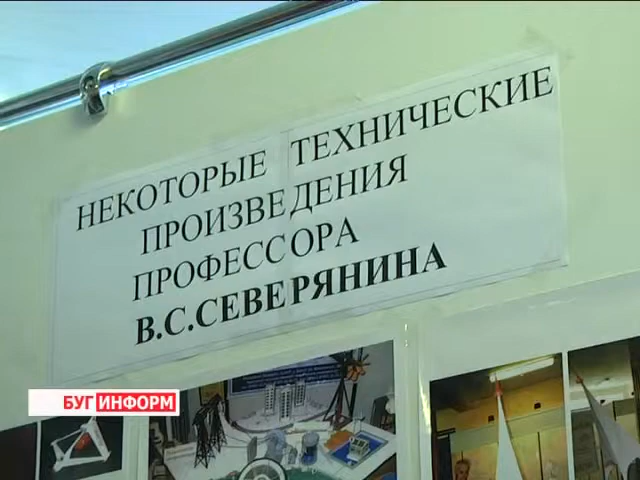 НЕКОТОРЫЕ ТЕХНИЧЕСКИЕ
ПРОИЗВЕДЕНИЯ
ПРОФЕССОРА
В.С.СЕВЕРЯНИНА
БУГИНФОРМ